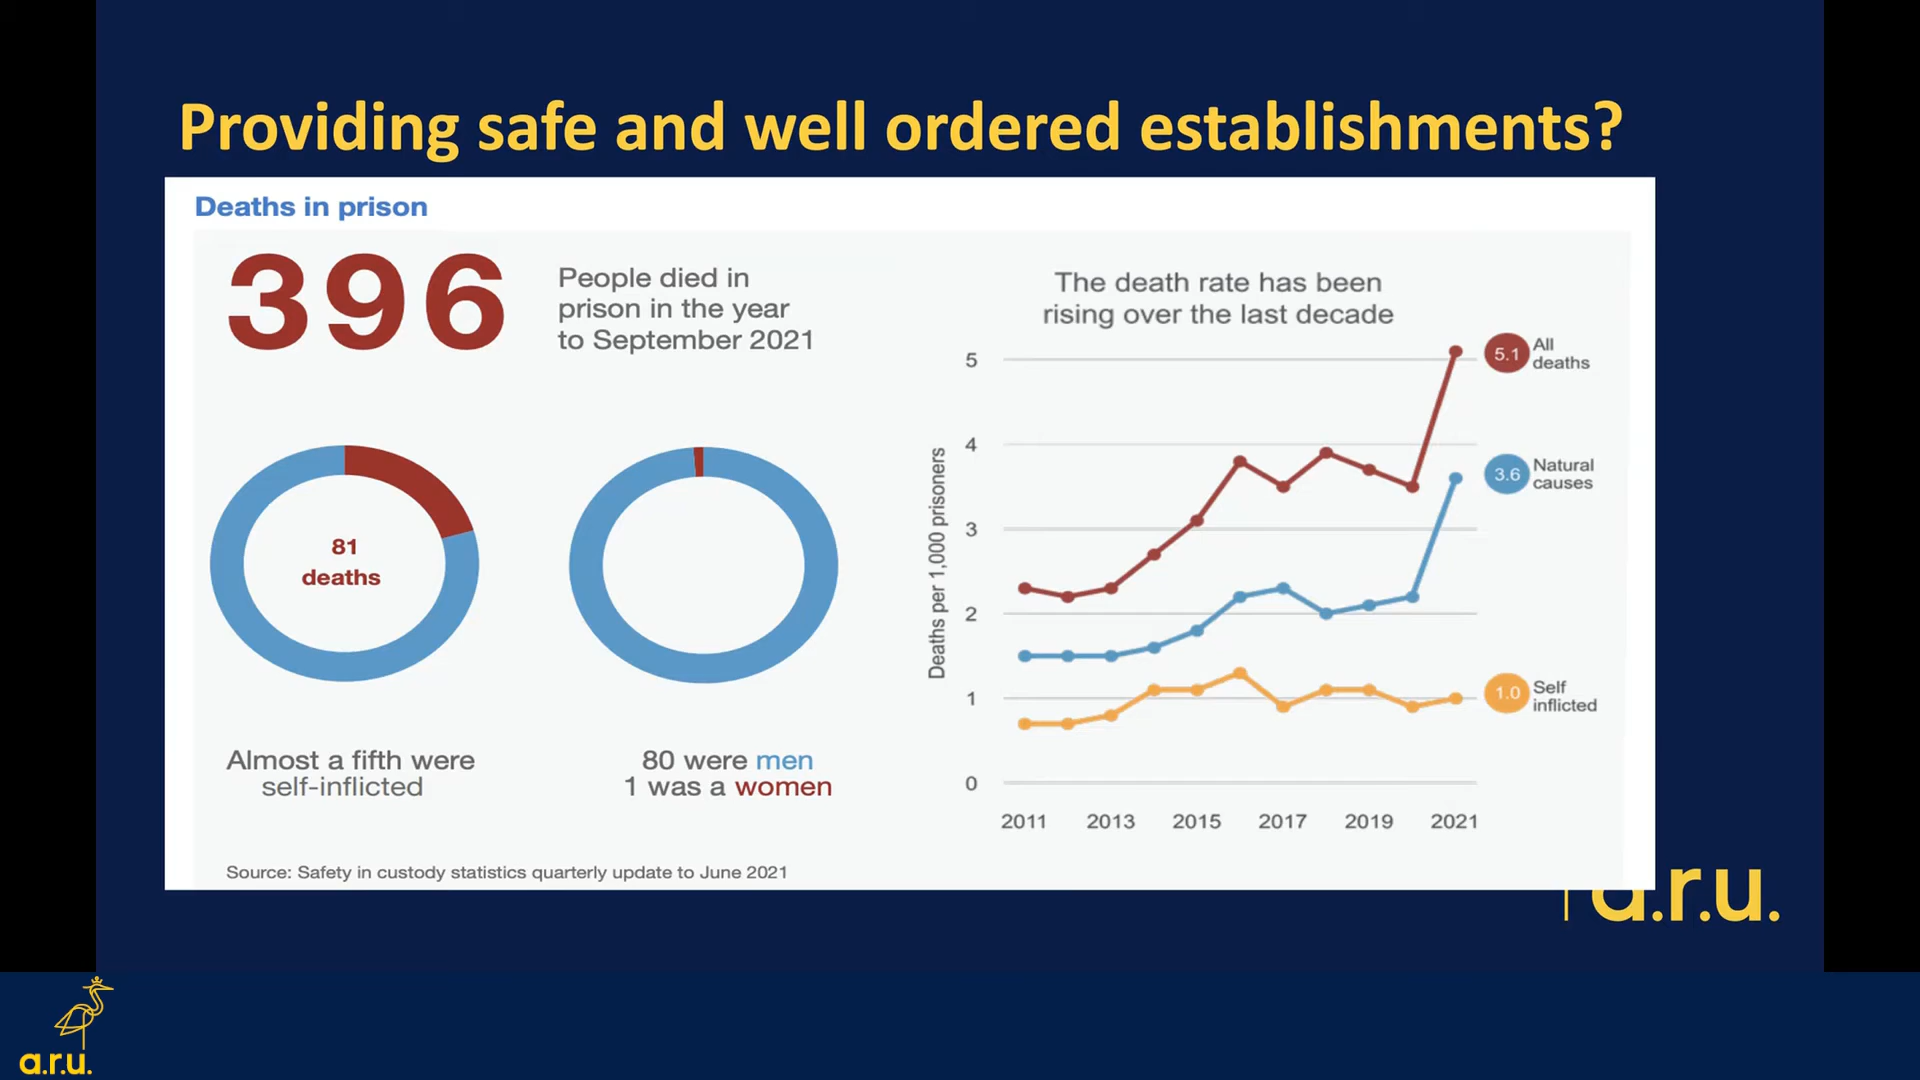 Providing safe and well ordered establishments?
Deaths in prison
396
People died in
prison in the year
to September 2021
81
deaths
Almost a fifth were
self-inflicted
80 were men
1 was a women
Source: Safety in custody statistics quarterly update to June 2021
The death rate has been
rising over the last decade
Deaths per 1,000 prisoners
5
4
3
2
1
0
2011 2013 2015 2017 2019 2021
5.1 All
deaths
3.6 Natural
causes
1.0 Self
inflicted
a.r.u.
a.r.u.